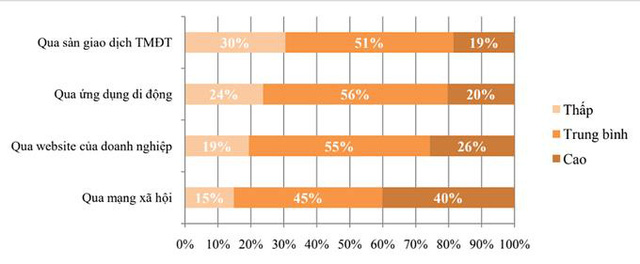 Qua sàn giao dịch TMĐT
30% 51% 19%
Qua ứng dụng di động
24% 56% 20%
Qua website của doanh nghiệp
19% 55% 26%
Qua mạng xã hội
15% 45% 40%
0% 10% 20% 30% 40% 50% 60% 70% 80% 90% 100%
Thấp
Trung bình
Cao